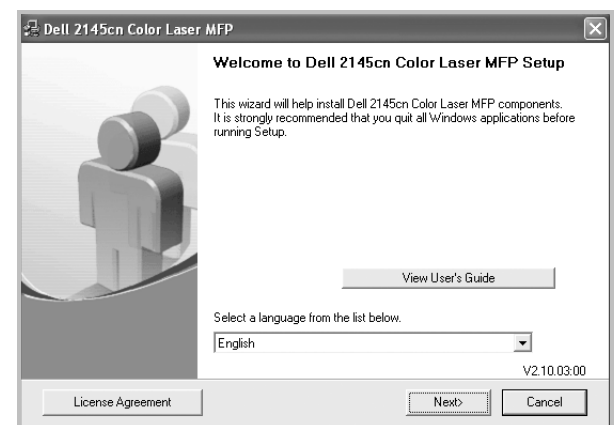 Dell 2145cn Color Laser MFP
Welcome to Dell 2145cn Color Laser MFP Setup
This wizard will help install Dell 2145cn Color Laser MFP components.
It is strongly recommended that you quit all Windows applications before
running Setup.
View User's Guide
Select a language from the list below.
English
V2.10.03:00
License Agreement
Next>
Cancel